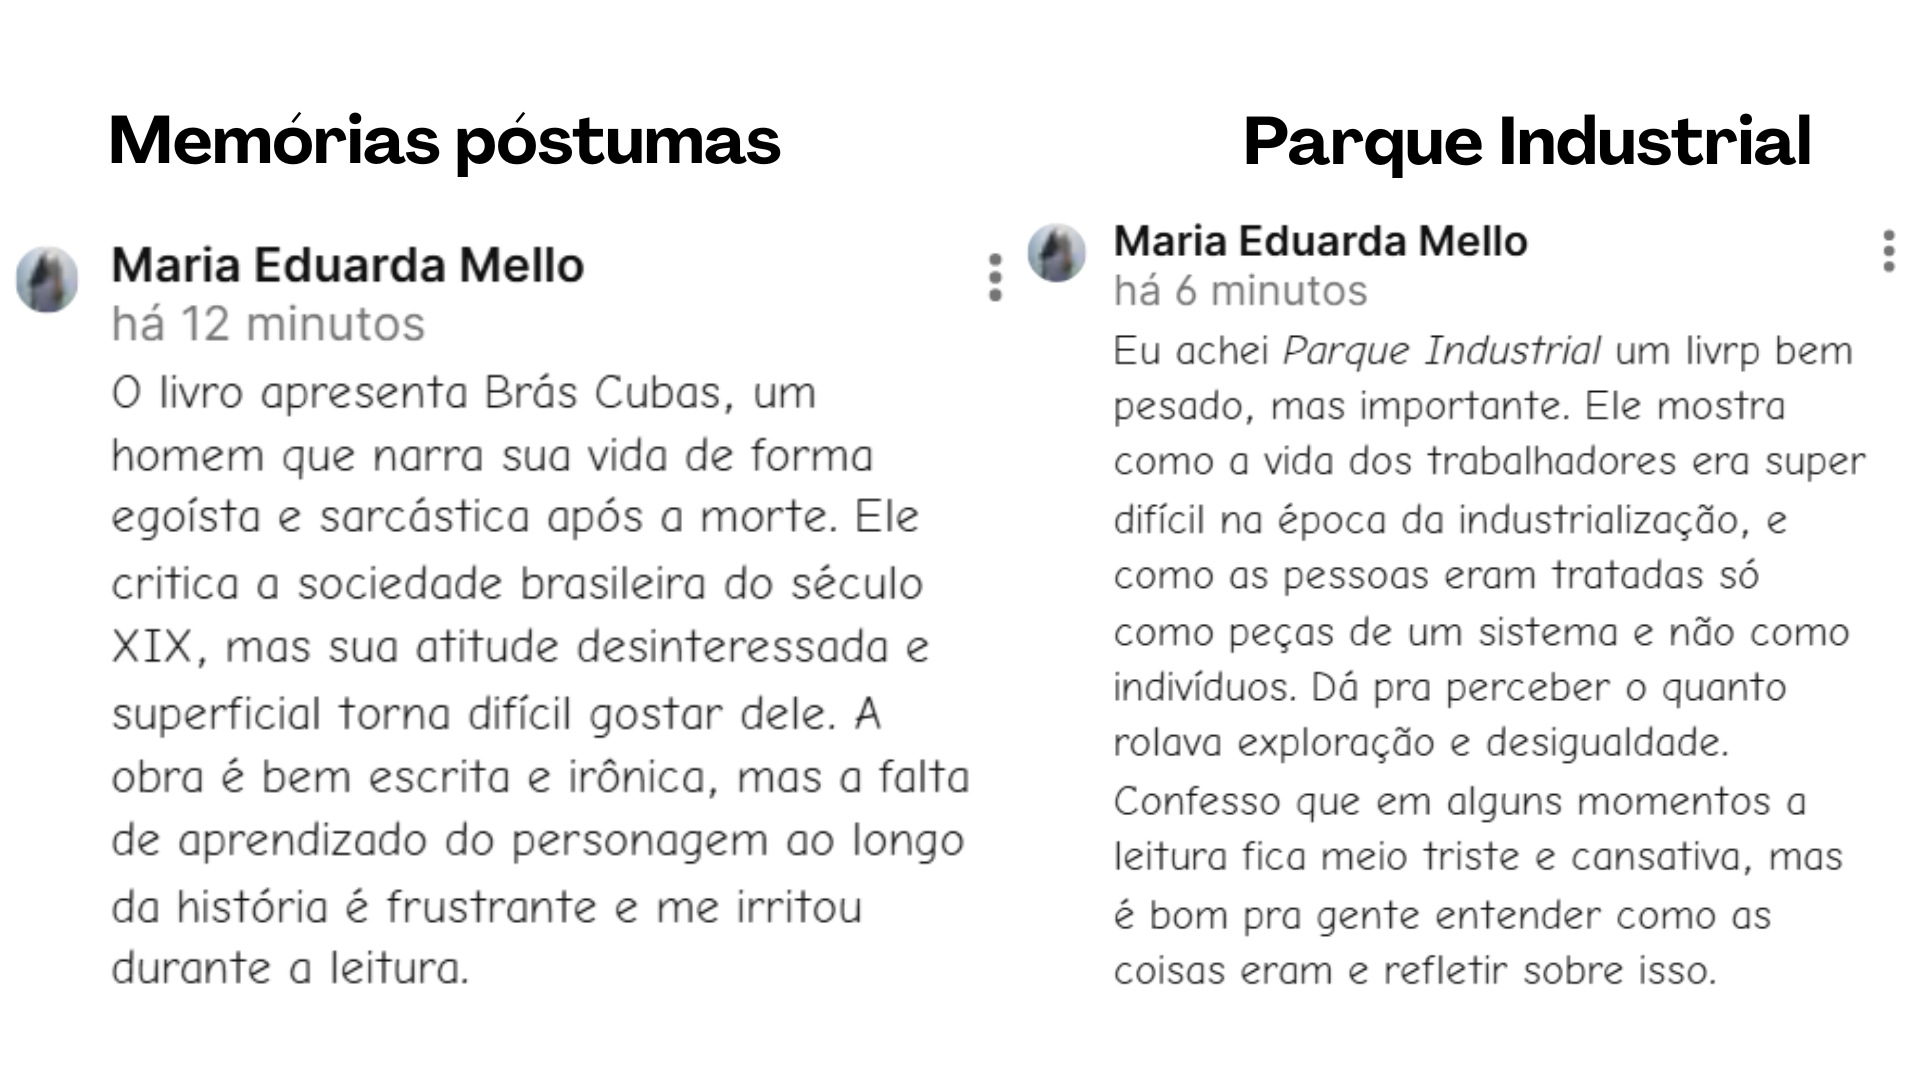 Memórias póstumas
Maria Eduarda Mello
há 12 minutos
O livro apresenta Brás Cubas, um
homem que narra sua vida de forma
egoísta e sarcástica após a morte. Ele
critica a sociedade brasileira do século
XIX, mas sua atitude desinteressada e
superficial torna difícil gostar dele. A
obra é bem escrita e irônica, mas a falta
de aprendizado do personagem ao longo
da história é frustrante e me irritou
durante a leitura.
Parque Industrial
Maria Eduarda Mello
há 6 minutos
Eu achei Parque Industrial um livrp bem
pesado, mas importante. Ele mostra
como a vida dos trabalhadores era super
difícil na época da industrialização, e
como as pessoas eram tratadas só
como peças de um sistema e não como
indivíduos. Dá pra perceber o quanto
rolava exploração e desigualdade.
Confesso que em alguns momentos a
leitura fica meio triste e cansativa, mas
é bom pra gente entender como as
coisas eram e refletir sobre isso.